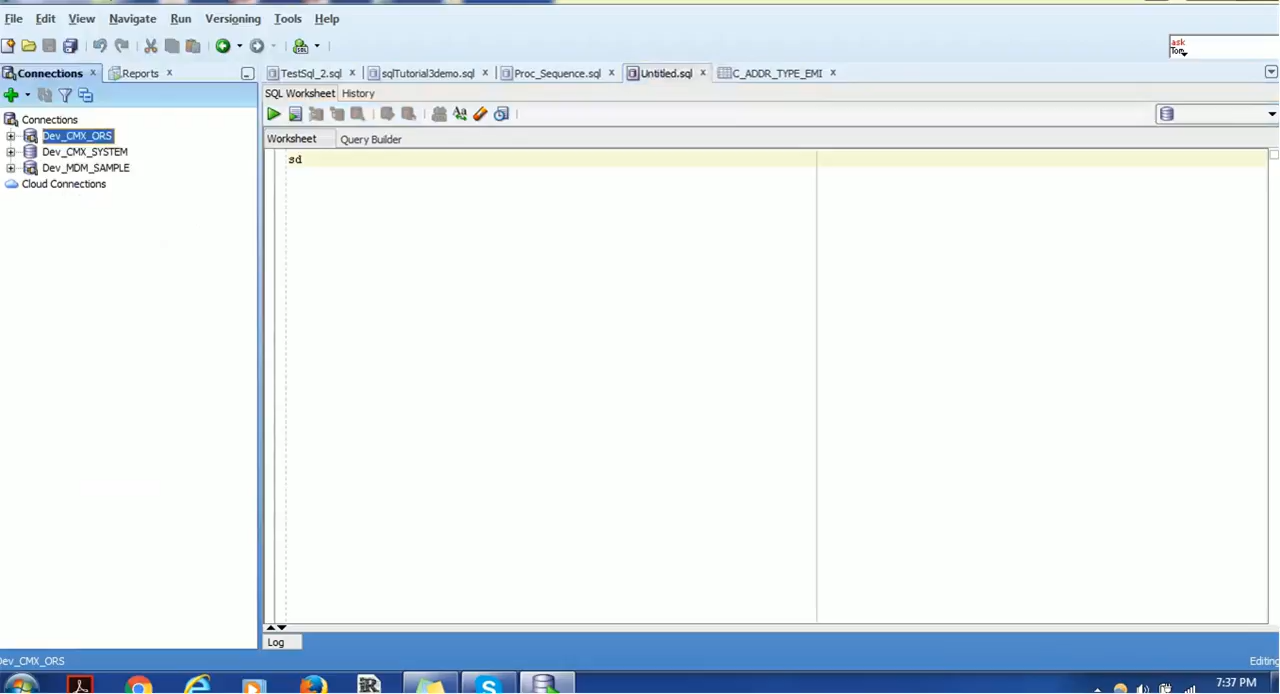 File Edit View Navigate Run Versioning Tools Help
ask
Tom
Connections Reports
TestSql_2.sql sqlTutorial3demo.sql Proc_Sequence.sql Untitled.sql C_ADDR_TYPE_EMI
SQL Worksheet History
Connections
Dev_CMX_ORS
Dev_CMX_SYSTEM
Dev_MDM_SAMPLE
Cloud Connections
Worksheet Query Builder
sd
Log
Dev_CMX_ORS Editing
7:37 PM